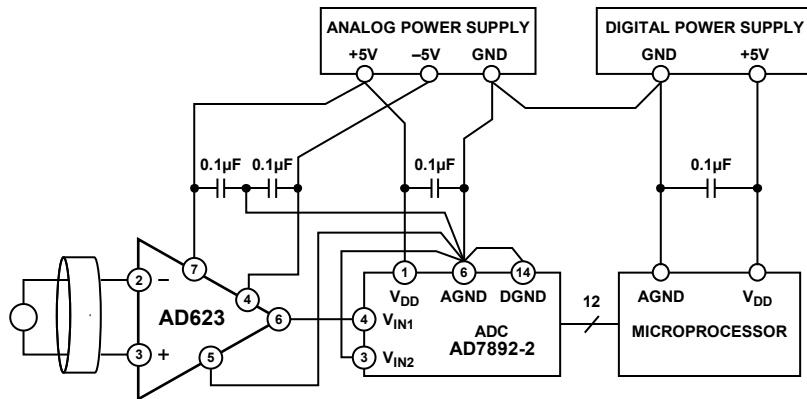 ANALOG POWER SUPPLY
+5V –5V GND
DIGITAL POWER SUPPLY
GND +5V
0.1µF 0.1µF 0.1µF 0.1µF
7
4
2 –
AD623
6
3 +
5
1 6 14
V_DD AGND DGND
4 V_IN1
ADC
AD7892-2
3 V_IN2
12
AGND V_DD
MICROPROCESSOR